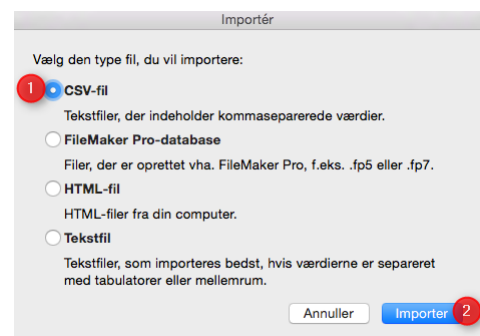 Importér
Vælg den type fil, du vil importere:
1 CSV-fil
Tekstfiler, der indeholder kommaseparerede værdier.
FileMaker Pro-database
Filer, der er oprettet vha. FileMaker Pro, f.eks. .fp5 eller .fp7.
HTML-fil
HTML-filer fra din computer.
Tekstfil
Tekstfiler, som importeres bedst, hvis værdierne er separeret
med tabulatorer eller mellemrum.
Annuller Importer 2